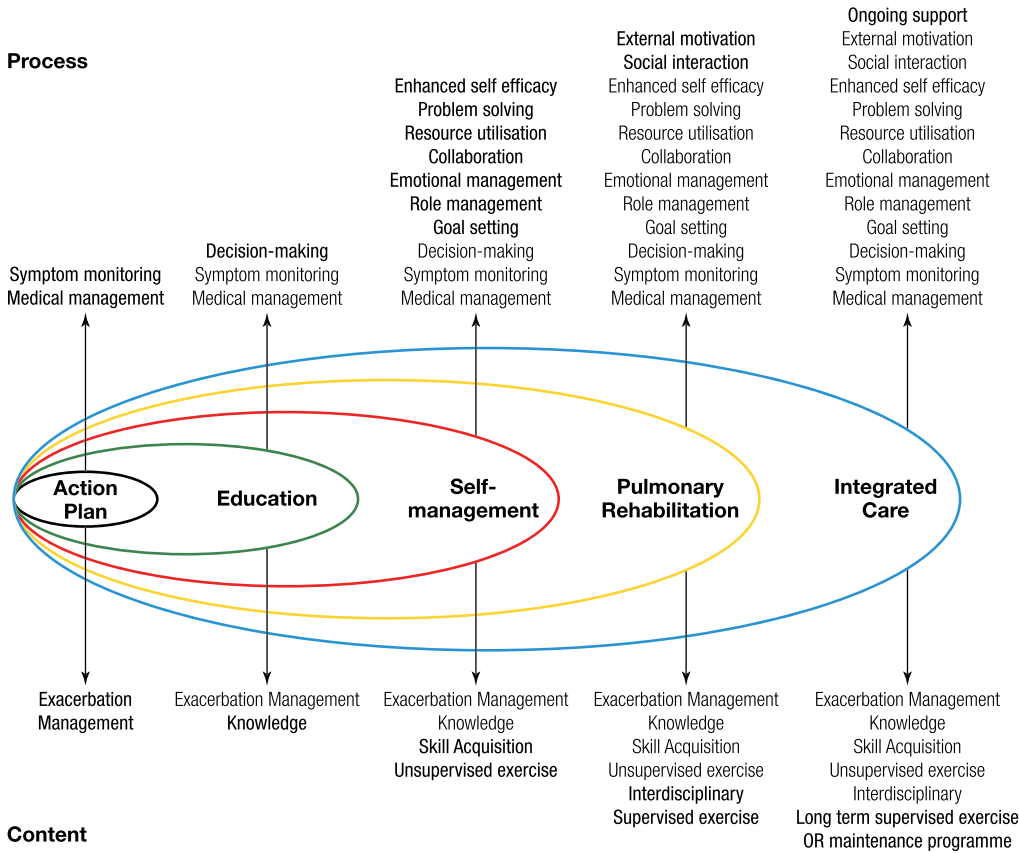 Process
Symptom monitoring
Medical management
Decision-making
Symptom monitoring
Medical management
Enhanced self efficacy
Problem solving
Resource utilisation
Collaboration
Emotional management
Role management
Goal setting
Decision-making
Symptom monitoring
Medical management
External motivation
Social interaction
Enhanced self efficacy
Problem solving
Resource utilisation
Collaboration
Emotional management
Role management
Goal setting
Decision-making
Symptom monitoring
Medical management
Ongoing support
External motivation
Social interaction
Enhanced self efficacy
Problem solving
Resource utilisation
Collaboration
Emotional management
Role management
Goal setting
Decision-making
Symptom monitoring
Medical management
Action
Plan
Education
Self-
management
Pulmonary
Rehabilitation
Integrated
Care
Exacerbation
Management
Exacerbation Management
Knowledge
Exacerbation Management
Knowledge
Skill Acquisition
Unsupervised exercise
Exacerbation Management
Knowledge
Skill Acquisition
Unsupervised exercise
Interdisciplinary
Supervised exercise
Exacerbation Management
Knowledge
Skill Acquisition
Unsupervised exercise
Interdisciplinary
Long term supervised exercise
OR maintenance programme
Content